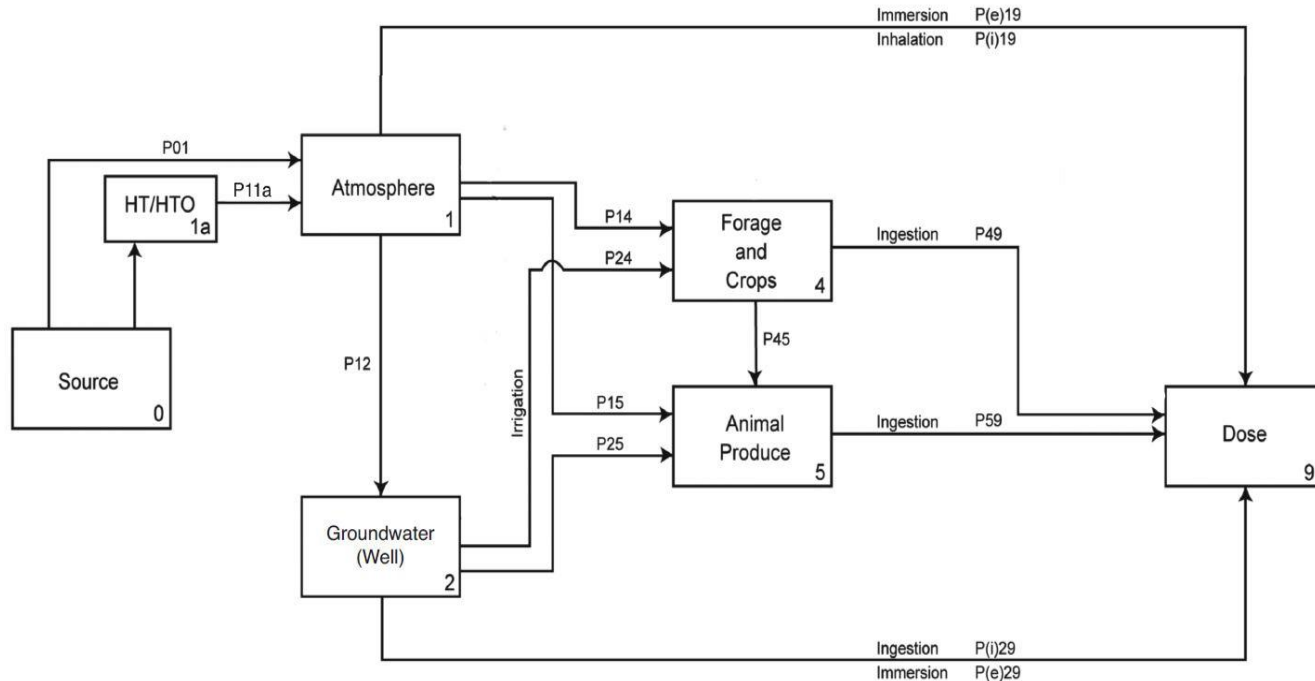 Immersion P(e)19
Inhalation P(i)19
P01
HT/HTO
1a
P11a
Atmosphere
1
P14
P24
Forage
and
Crops
4
Ingestion P49
Source
0
P12
Irrigation
P45
P15
P25
Animal
Produce
5
Ingestion P59
Dose
9
Groundwater
(Well)
2
Ingestion P(i)29
Immersion P(e)29